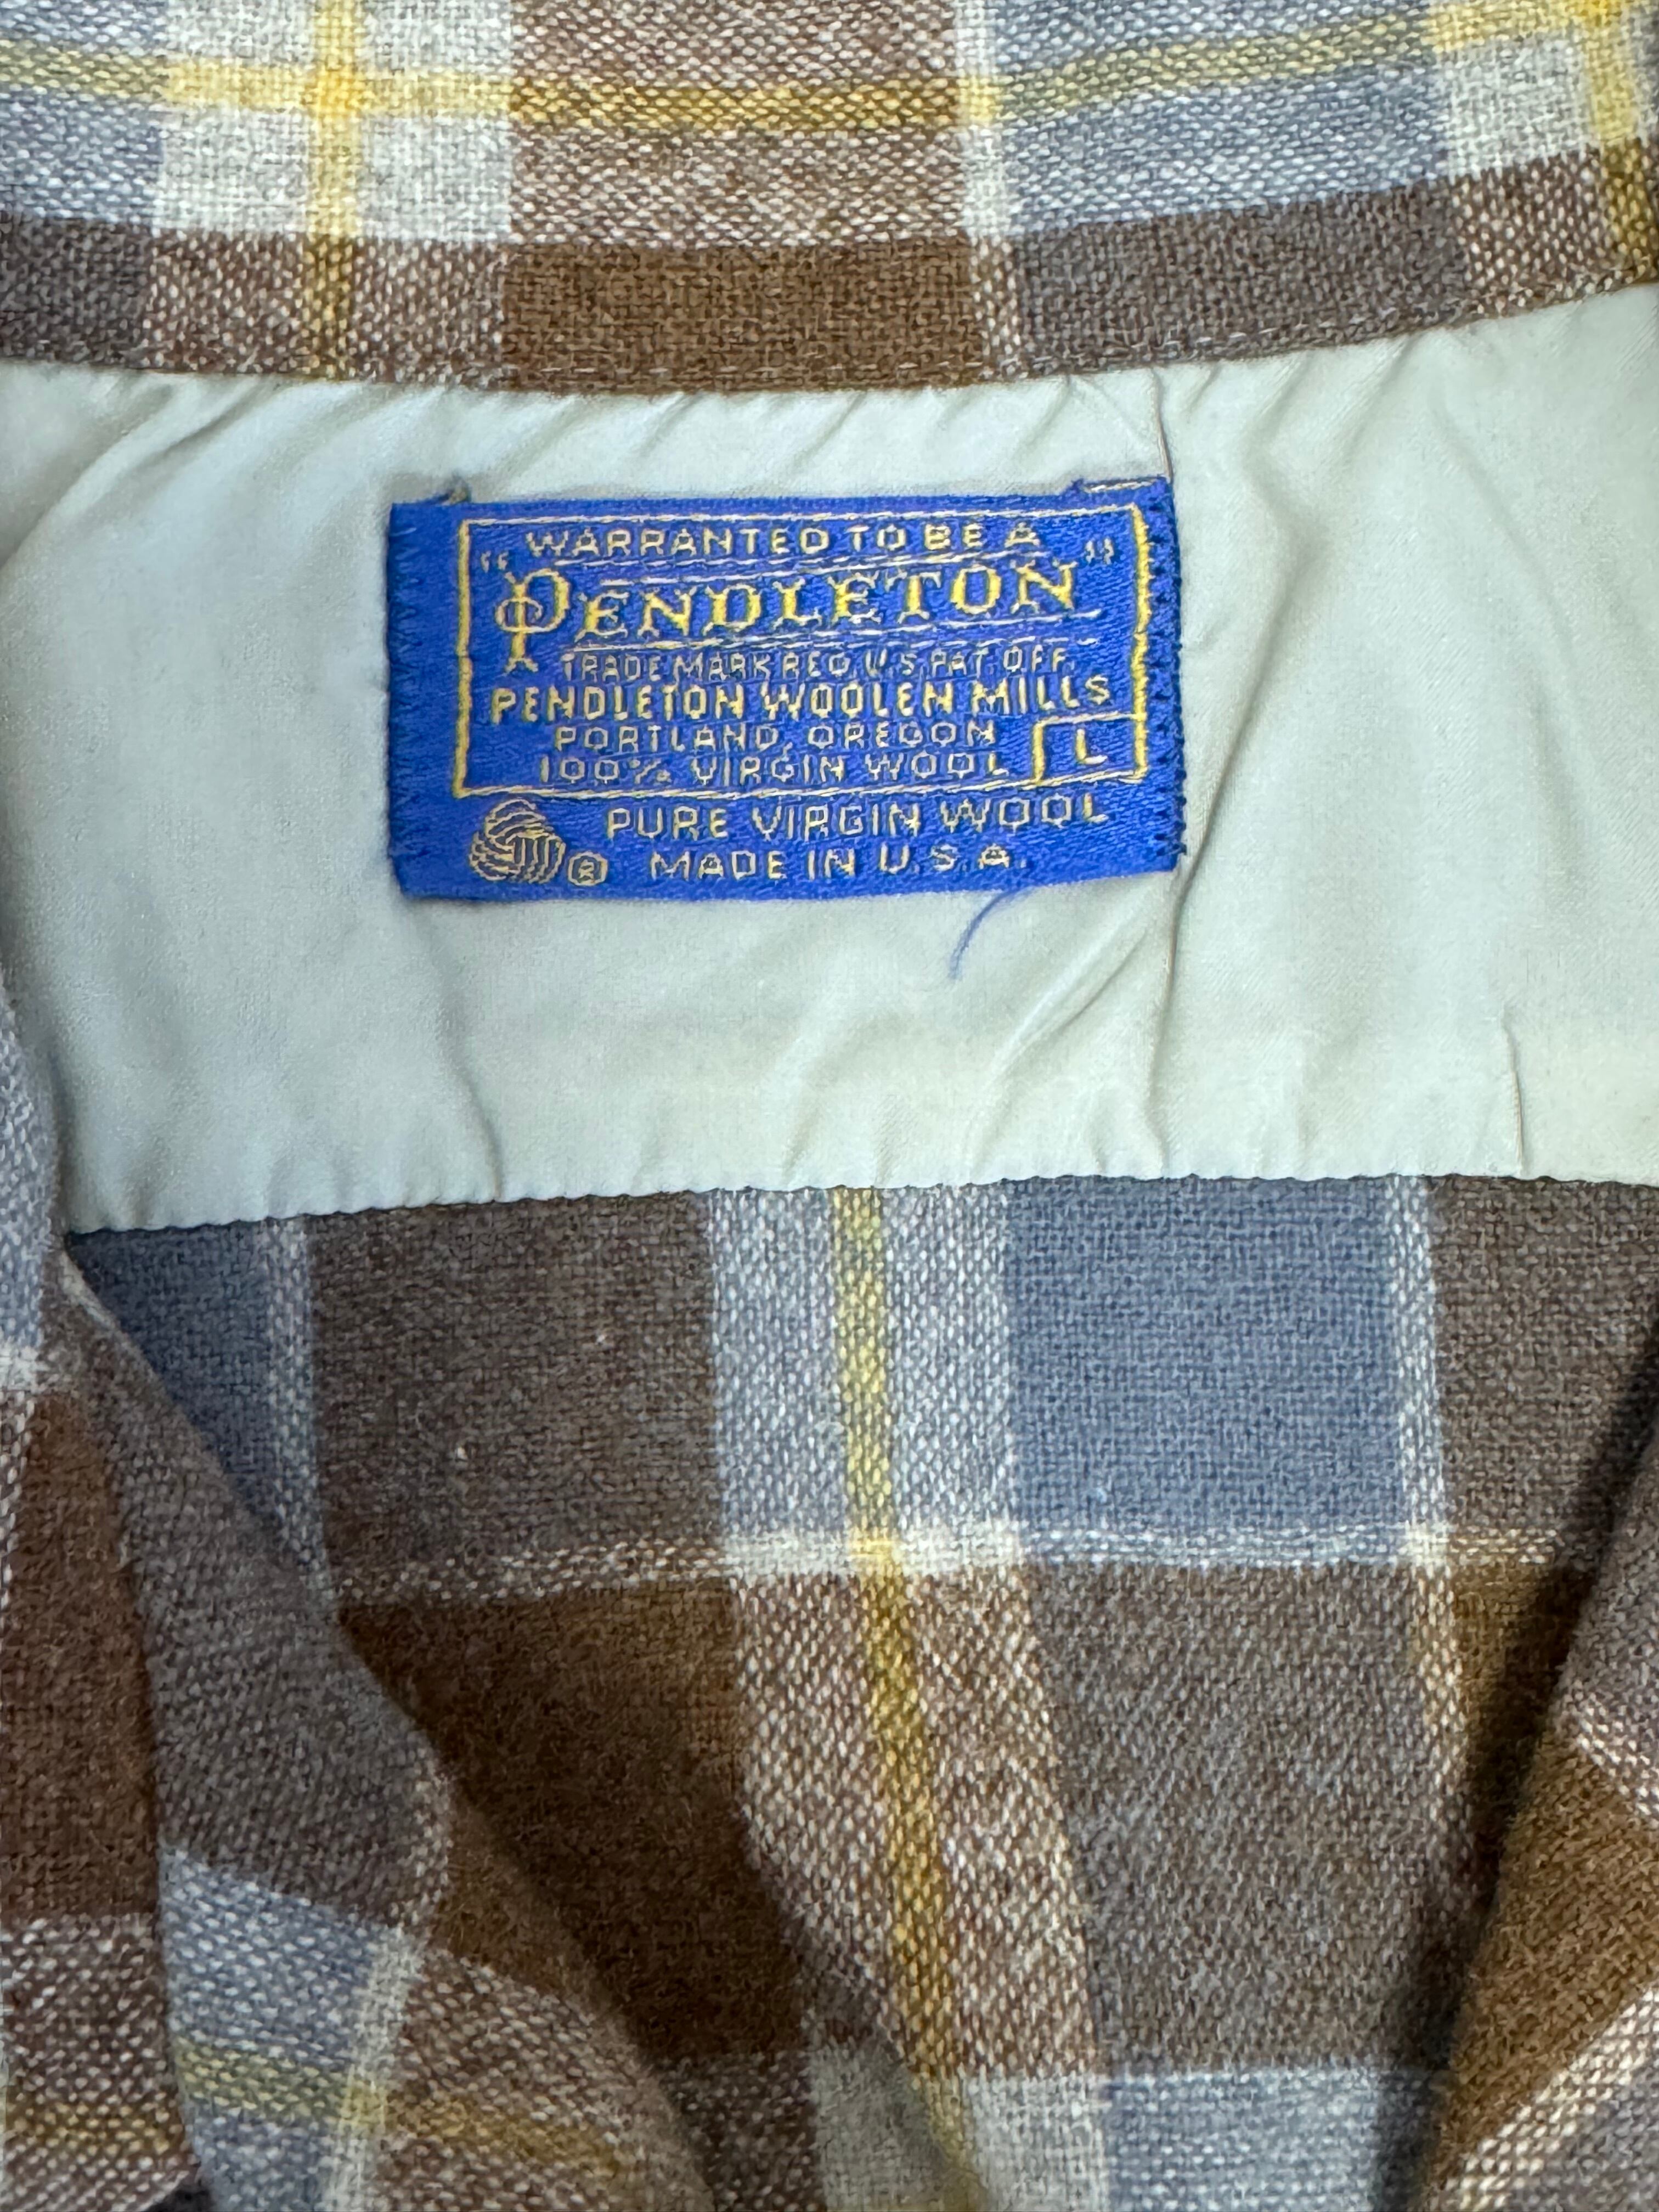 WARRANTED TO BE A
"PENDLETON"
TRADE MARK REG. U.S. PAT. OFF.
PENDLETON WOOLEN MILLS
PORTLAND, OREGON
100% VIRGIN WOOL L
PURE VIRGIN WOOL
® MADE IN U.S.A.